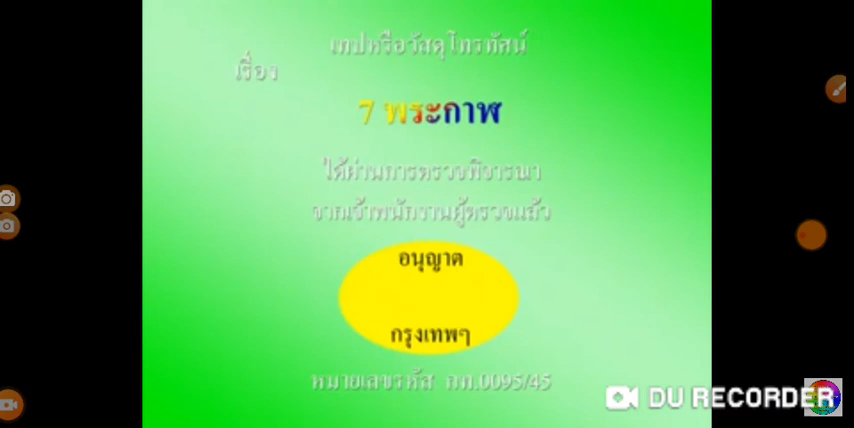 เทปหรือวัสดุโทรทัศน์
เรื่อง
7 พระกาฬ
ได้ผ่านการตรวจพิจารณา
จากเจ้าพนักงานผู้ตรวจแล้ว
อนุญาต
กรุงเทพๆ
หมายเลขรหัส ภท.0095/45
DU RECORDER